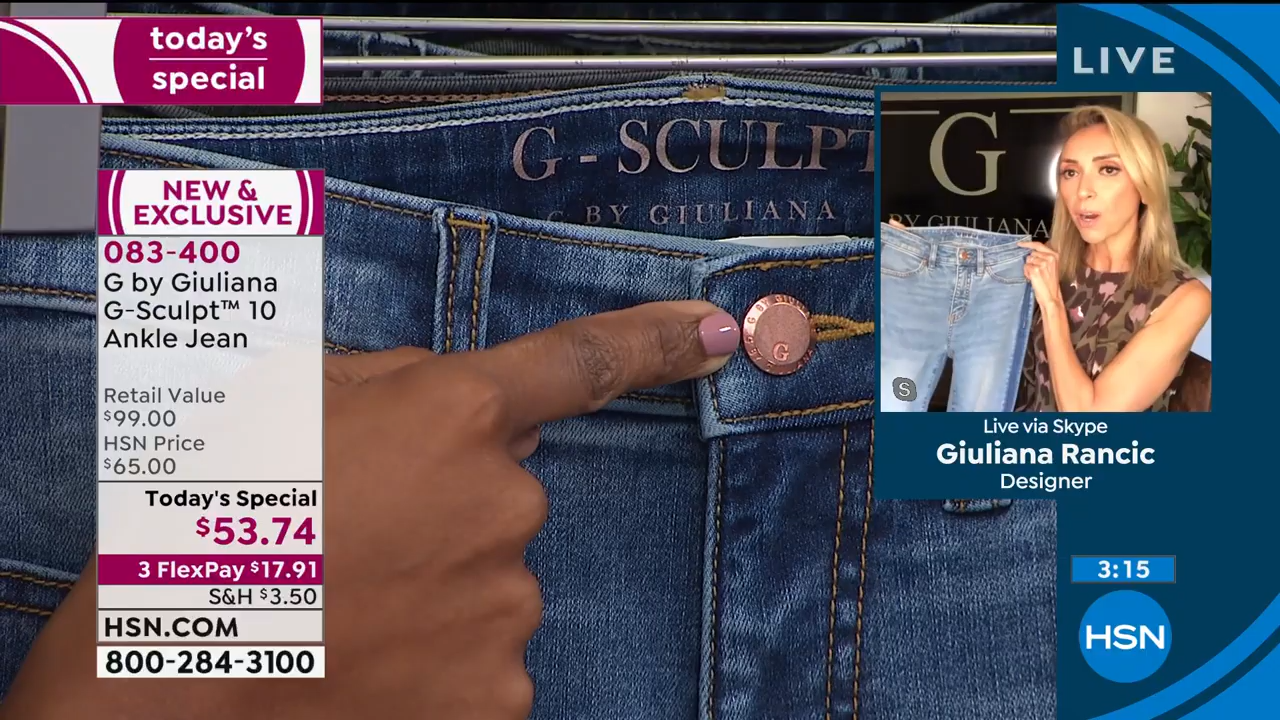 today's
special
NEW &
EXCLUSIVE
083-400
G by Giuliana
G-Sculpt™ 10
Ankle Jean
Retail Value
$99.00
HSN Price
$65.00
Today's Special
$53.74
3 FlexPay $17.91
S&H $3.50
HSN.COM
800-284-3100
G - SCULPT
G BY GIULIANA
G BY GIU
G
LIVE
G
BY GIULIANA
S
Live via Skype
Giuliana Rancic
Designer
3:15
HSN